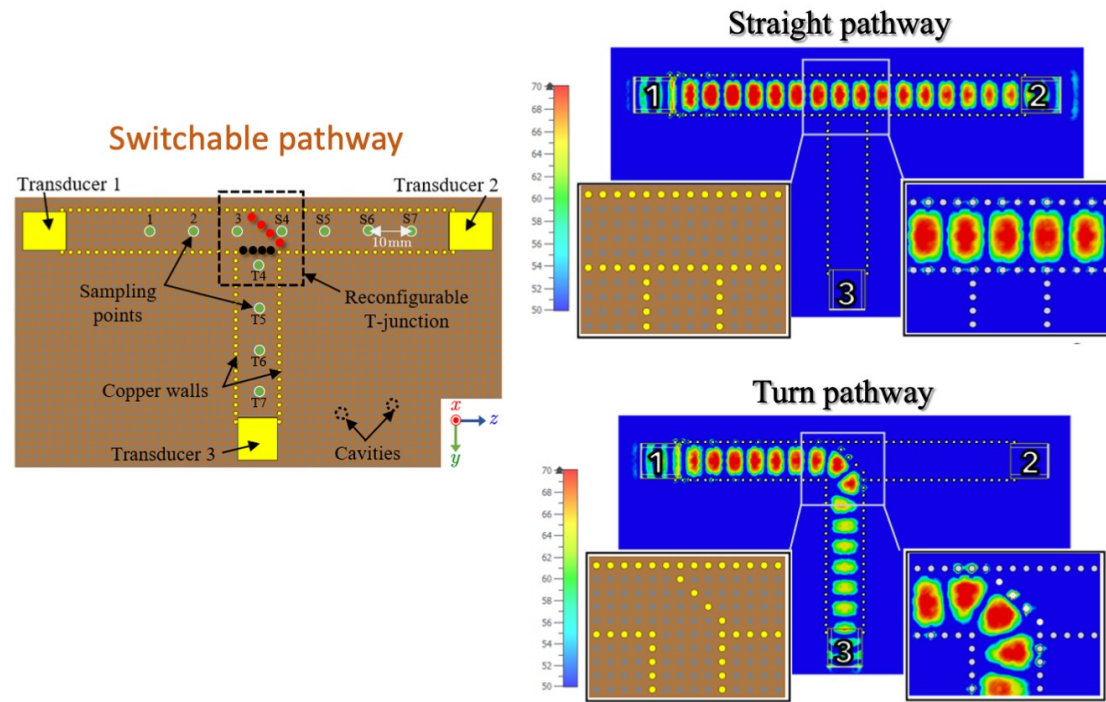 Switchable pathway
Transducer 1
Transducer 2
1
2
3
S4
S5
S6
S7
10 mm
T4
Sampling
points
Reconfigurable
T-junction
T5
T6
Copper walls
T7
Transducer 3
Cavities
x
z
y
Straight pathway
70
68
66
64
62
60
58
56
54
52
50
1
2
3
Turn pathway
70
68
66
64
62
60
58
56
54
52
50
1
2
3